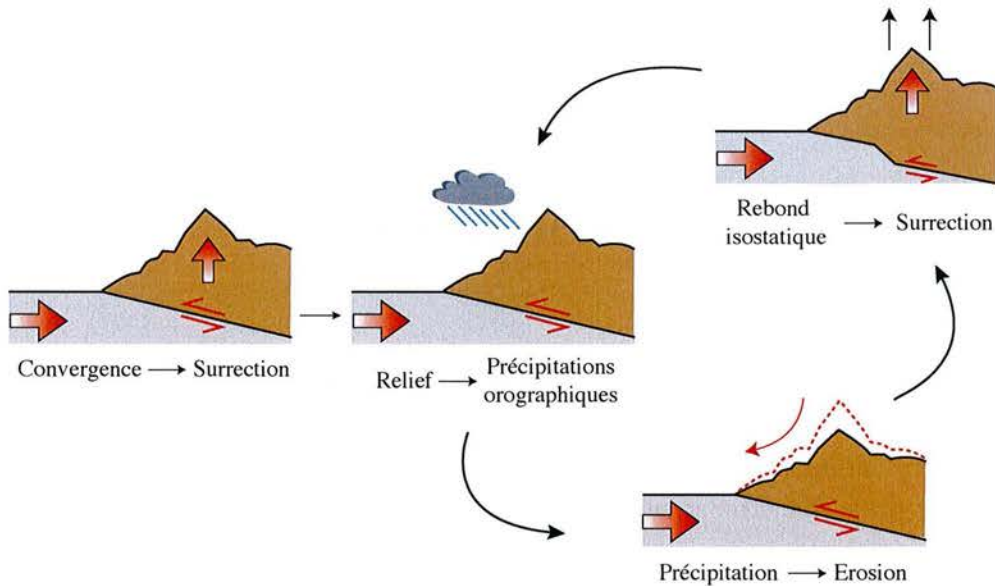 Convergence → Surrection
Relief → Précipitations
orographiques
Précipitation → Erosion
Rebond
isostatique → Surrection